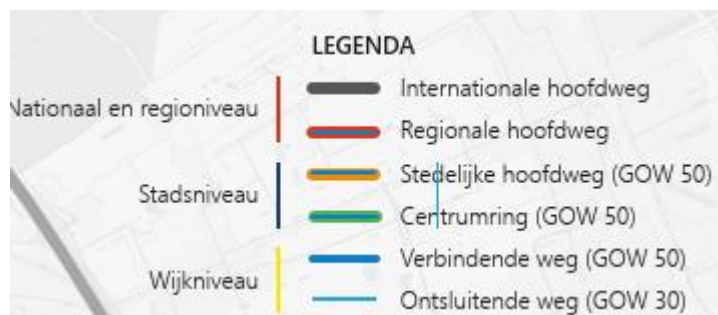 LEGENDA
Nationaal en regioniveau
Internationale hoofdweg
Regionale hoofdweg
Stadsniveau
Stedelijke hoofdweg (GOW 50)
Centrumring (GOW 50)
Wijkniveau
Verbindende weg (GOW 50)
Ontsluitende weg (GOW 30)